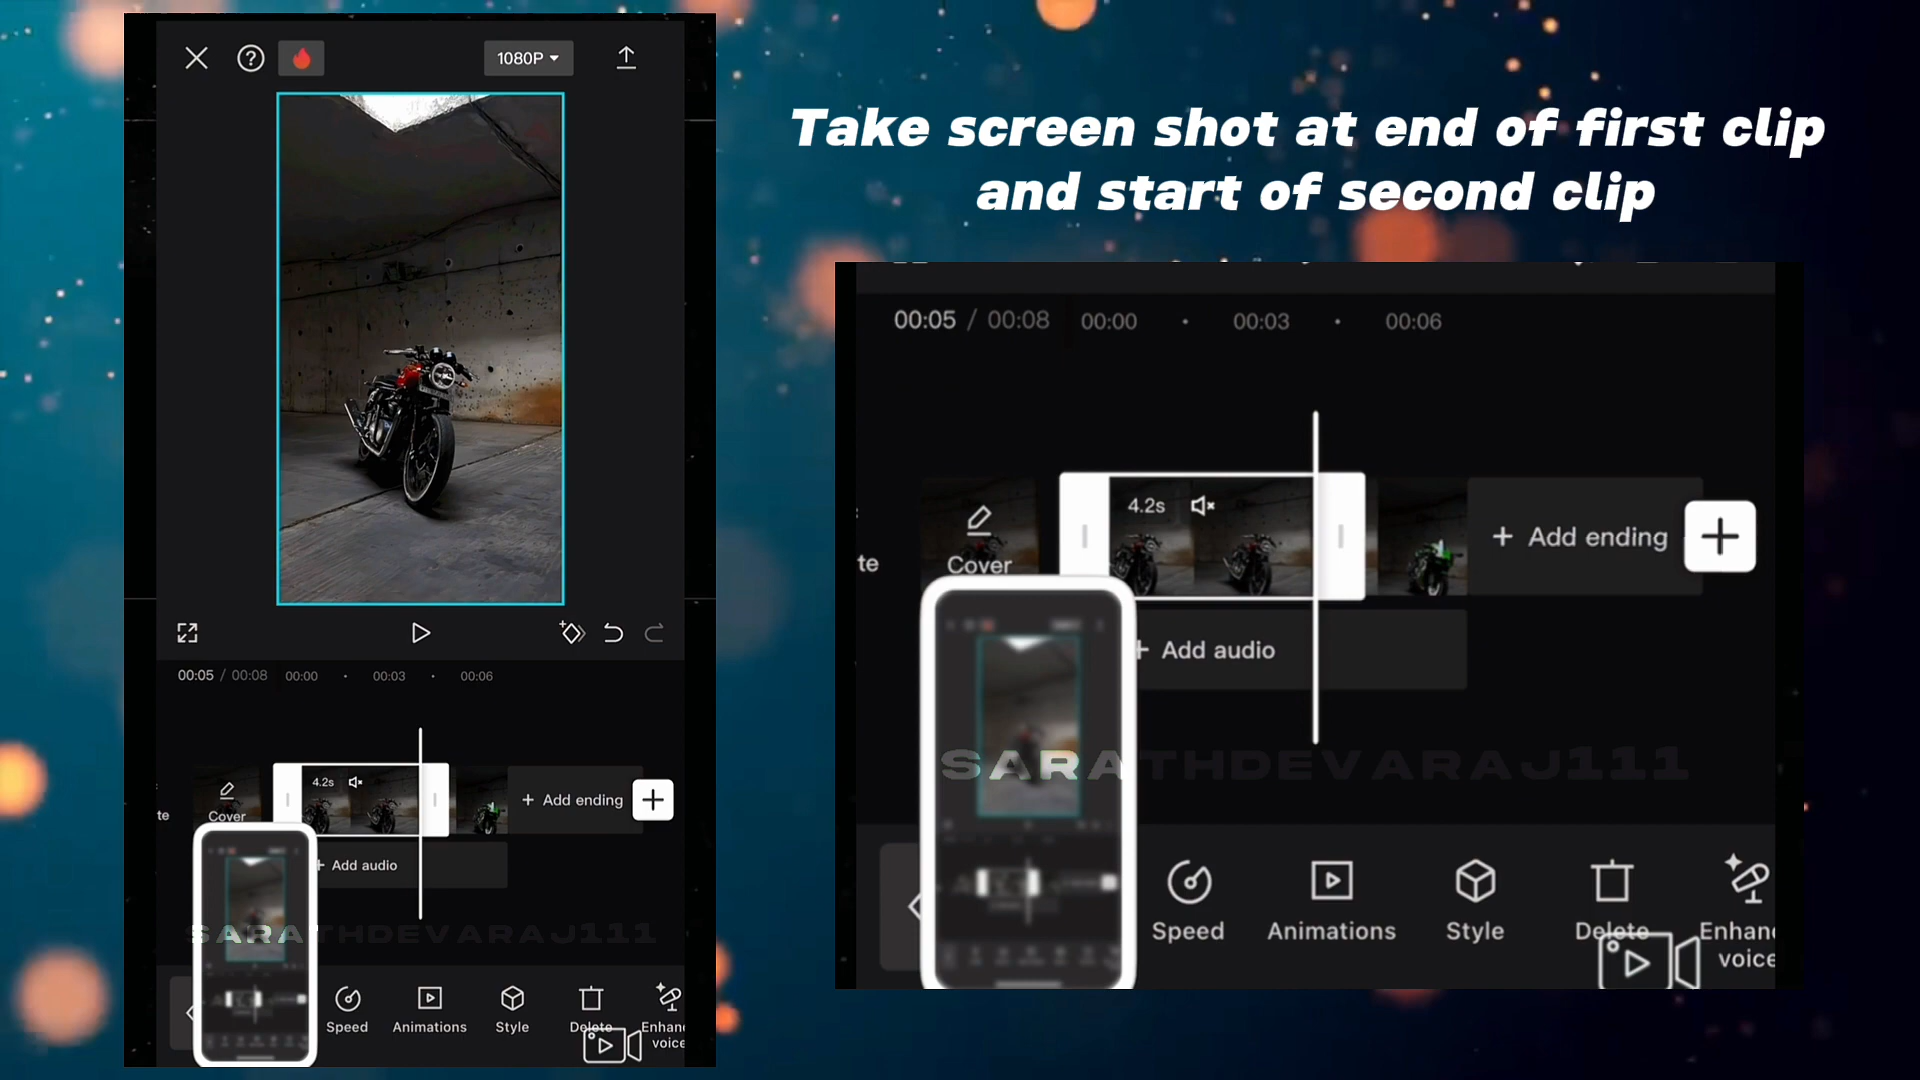 1080P
Take screen shot at end of first clip
and start of second clip
00:05 / 00:08 00:00 00:03 00:06
4.2s
te
Cover
+ Add ending
+ Add audio
SARATHDEVARAJ111
Speed
Animations
Style
Delete
Enhanc
voice
00:05 / 00:08 00:00 00:03 00:06
4.2s
te
Cover
+ Add ending
+ Add audio
SARATHDEVARAJ111
Speed
Animations
Style
Delete
Enhanc
voice